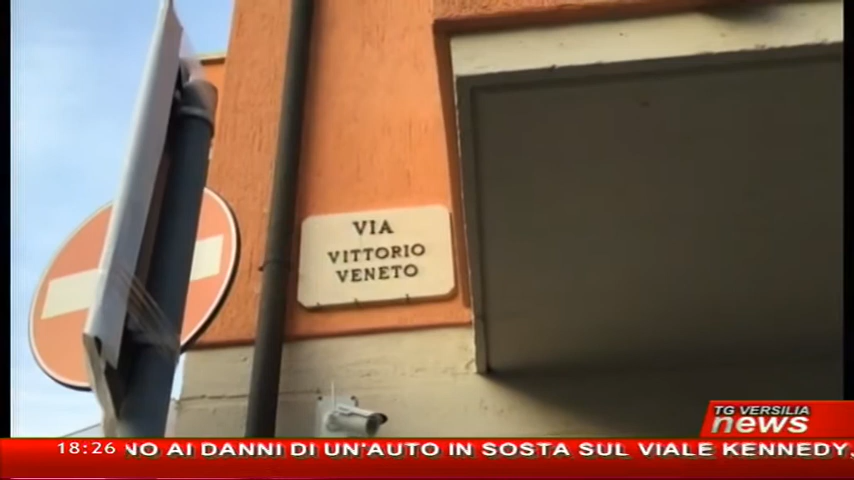 VIA
VITTORIO
VENETO
TG VERSILIA
news
18:26 NO AI DANNI DI UN'AUTO IN SOSTA SUL VIALE KENNEDY.